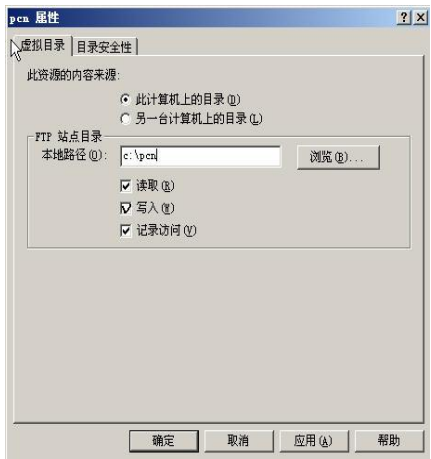 pcn 属性
虚拟目录 目录安全性
此资源的内容来源:
此计算机上的目录(D)
另一台计算机上的目录(L)
FTP 站点目录
本地路径(O): c:\pcn 浏览(B)...
读取(R)
写入(W)
记录访问(V)
确定 取消 应用(A) 帮助